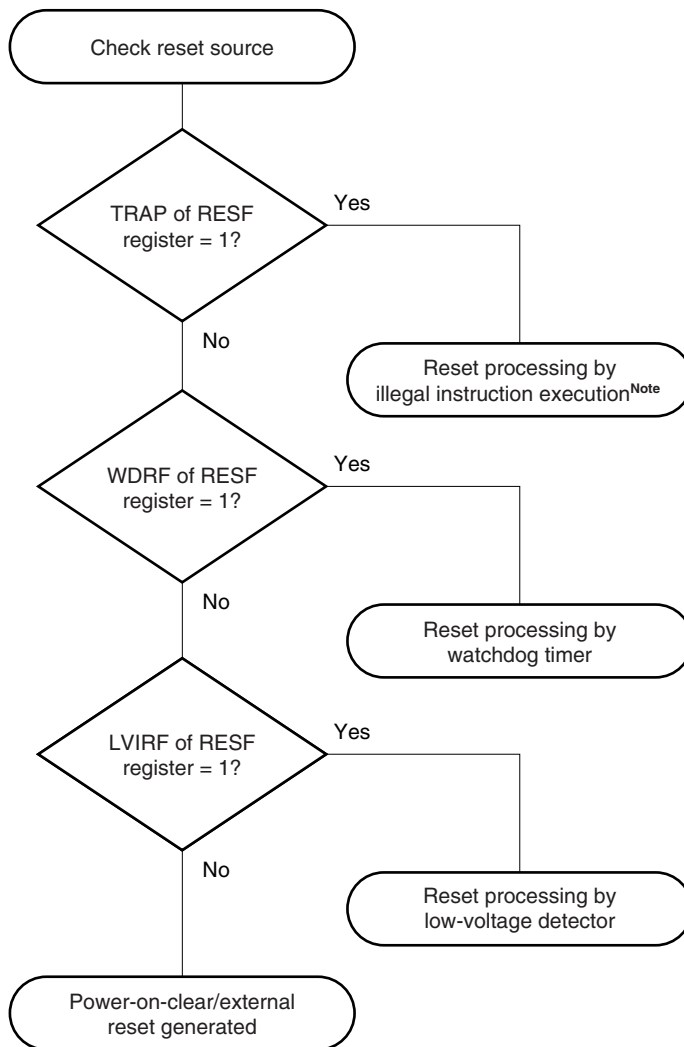 Check reset source
TRAP of RESF
register = 1?
Yes
No
Reset processing by
illegal instruction executionNote
WDRF of RESF
register = 1?
Yes
No
Reset processing by
watchdog timer
LVIRF of RESF
register = 1?
Yes
No
Reset processing by
low-voltage detector
Power-on-clear/external
reset generated